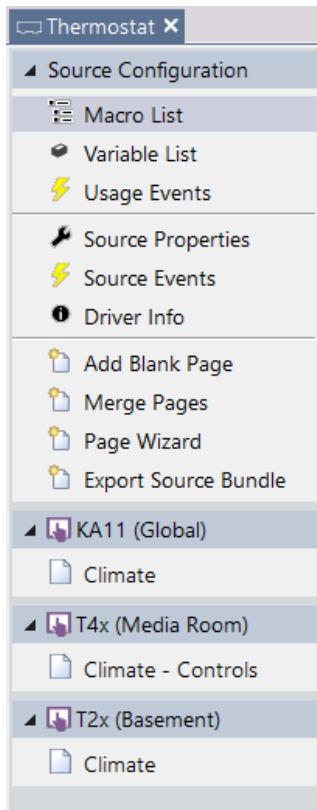 Thermostat
Source Configuration
Macro List
Variable List
Usage Events
Source Properties
Source Events
Driver Info
Add Blank Page
Merge Pages
Page Wizard
Export Source Bundle
KA11 (Global)
Climate
T4x (Media Room)
Climate - Controls
T2x (Basement)
Climate